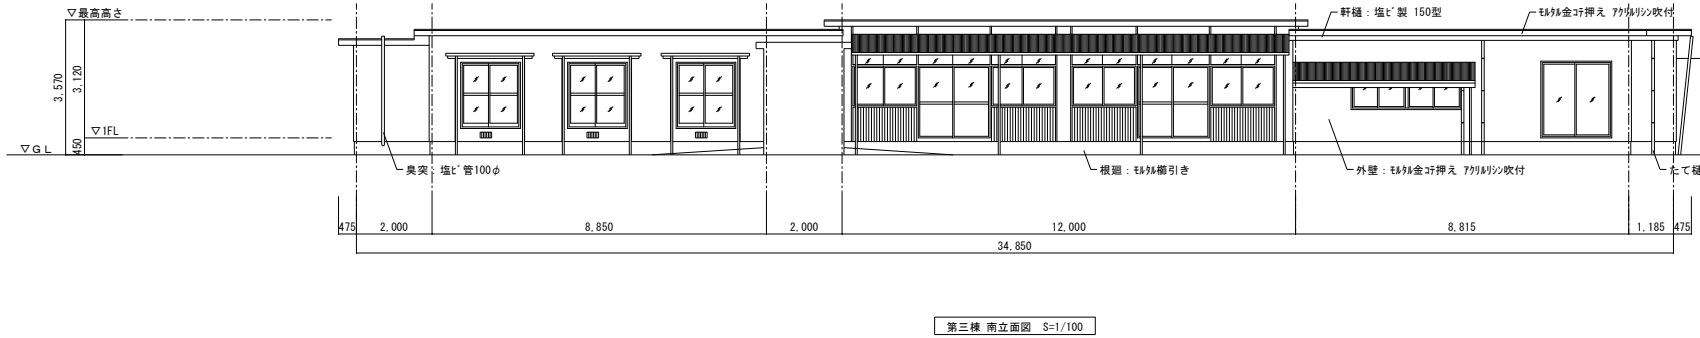 ▽最高高さ
軒樋：塩ビ製 150型
ﾓﾙﾀﾙ金ｺﾃ押え ｱｸﾘﾙﾘｼﾝ吹付
3,570
3,120
▽1FL
450
▽GL
臭突：塩ビ管100φ
根廻：ﾓﾙﾀﾙ櫛引き
外壁：ﾓﾙﾀﾙ金ｺﾃ押え ｱｸﾘﾙﾘｼﾝ吹付
たて樋
475
2,000
8,850
2,000
12,000
8,815
1,185
475
34,850
第三棟 南立面図 S=1/100